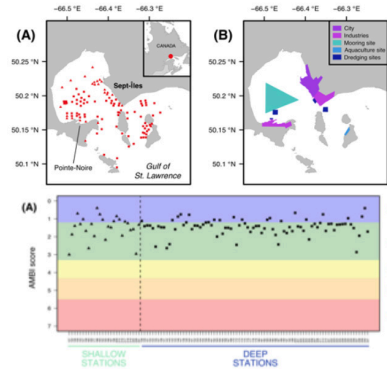 −66.5°
−66.4°
−66.3°
−66.5°
−66.4°
−66.3°
(A)
CANADA
Sept-Îles
50.25°N
50.2°N
50.15°N
50.1°N
Pointe-Noire
Gulf of
St. Lawrence
(B)
City
Industries
Mooring site
Aquaculture site
Dredging sites
50.25°N
50.2°N
50.15°N
50.1°N
(A)
AMBI score
0
1
2
3
4
5
6
7
SHALLOW
STATIONS
DEEP
STATIONS